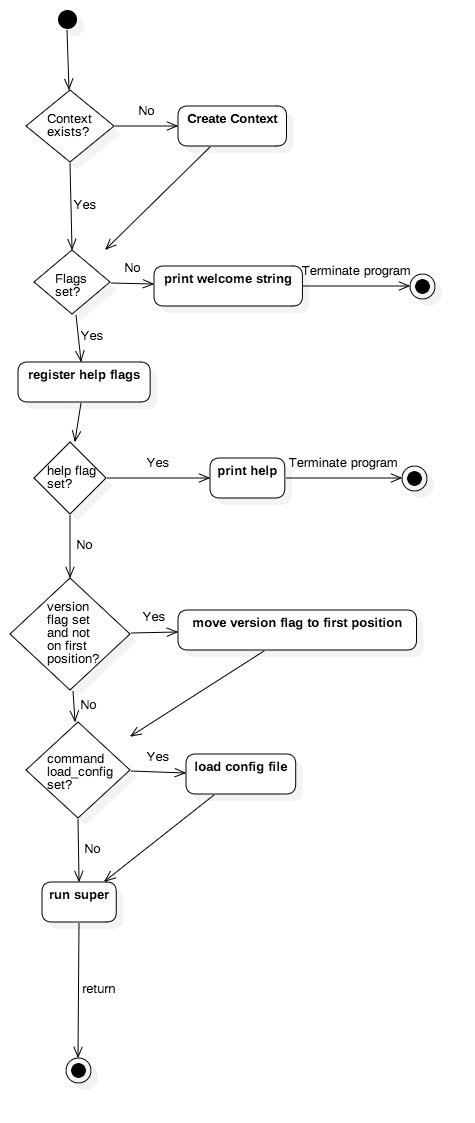 Context
exists?
No
Create Context
Yes
Flags
set?
No
print welcome string
Terminate program
Yes
register help flags
help flag
set?
Yes
print help
Terminate program
No
version
flag set
and not
on first
position?
Yes
move version flag to first position
No
command
load_config
set?
Yes
load config file
No
run super
return